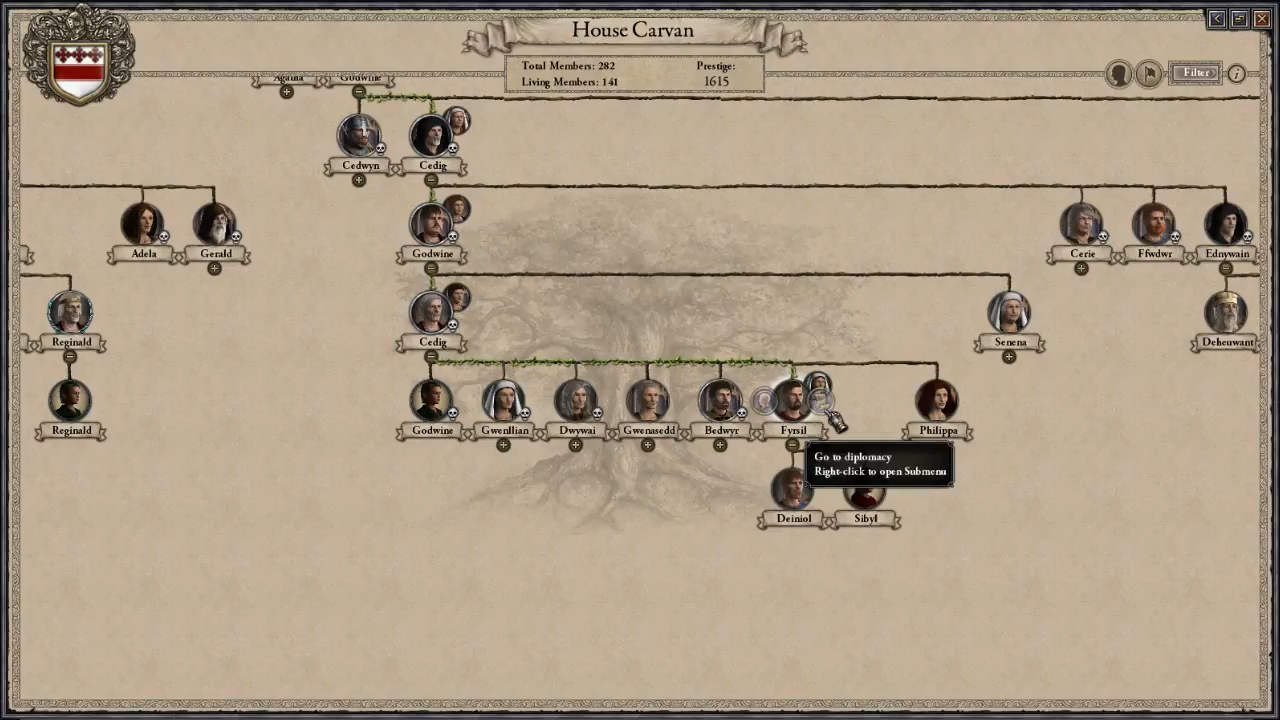 House Carvan
Total Members: 282
Living Members: 141
Prestige:
1615
Filter
Agatha Godwine
Cedwyn Cedig
Adela Gerald Godwine Cerie Ffwdwr Ednywain
Reginald Cedig Senena Deheuwant
Reginald Godwine Gwenllian Dwywai Gwenasedd Bedwyr Fyrsil Philippa
Go to diplomacy
Right-click to open Submenu
Deiniol Sibyl